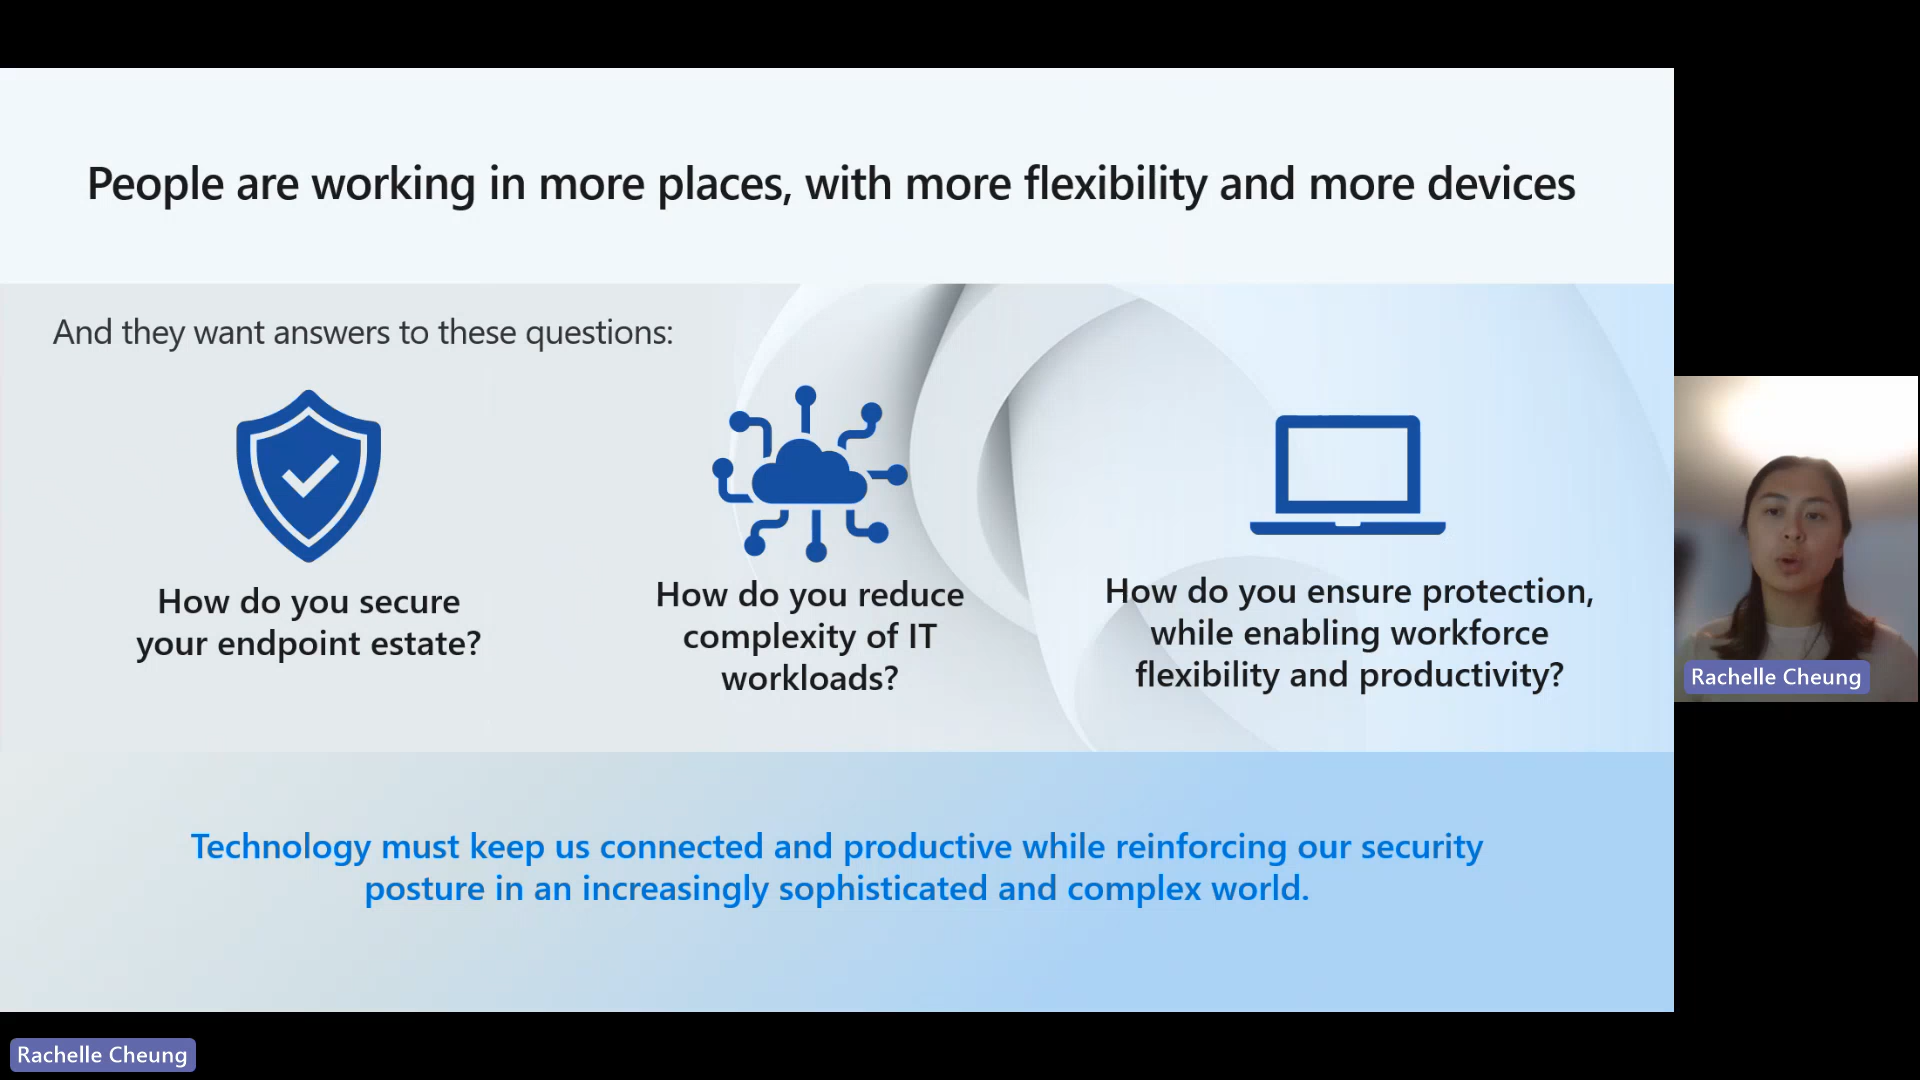 People are working in more places, with more flexibility and more devices
And they want answers to these questions:
How do you secure
your endpoint estate?
How do you reduce
complexity of IT
workloads?
How do you ensure protection,
while enabling workforce
flexibility and productivity?
Technology must keep us connected and productive while reinforcing our security
posture in an increasingly sophisticated and complex world.
Rachelle Cheung
Rachelle Cheung